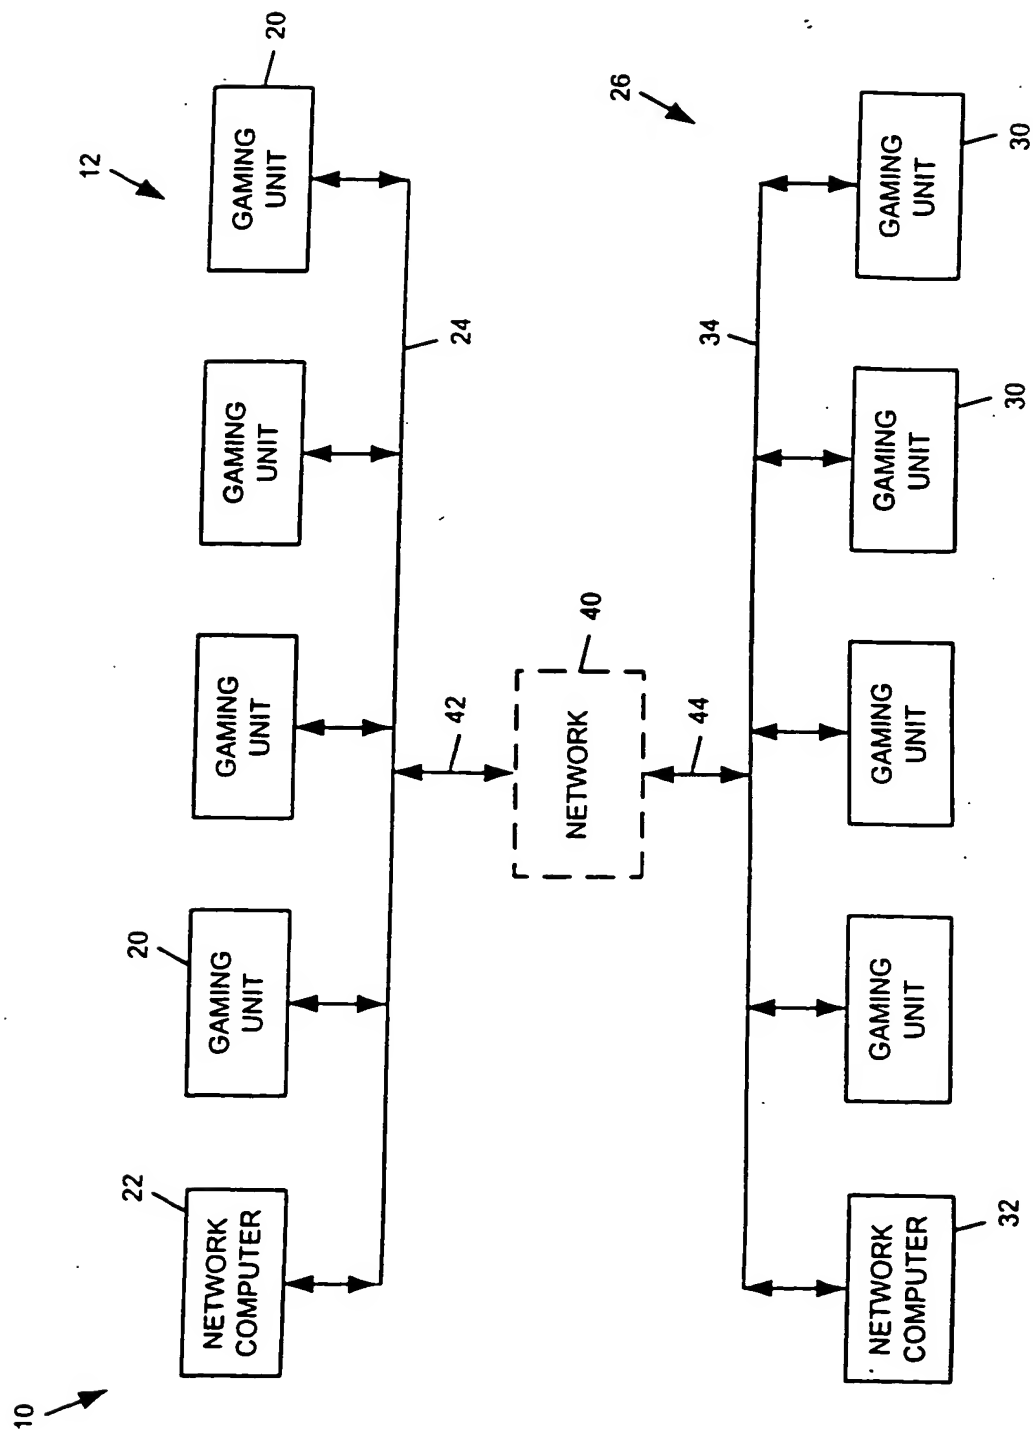 10
12
22
20
20
NETWORK
COMPUTER
GAMING
UNIT
GAMING
UNIT
GAMING
UNIT
GAMING
UNIT
24
42
40
NETWORK
44
26
34
NETWORK
COMPUTER
GAMING
UNIT
GAMING
UNIT
GAMING
UNIT
GAMING
UNIT
32
30
30